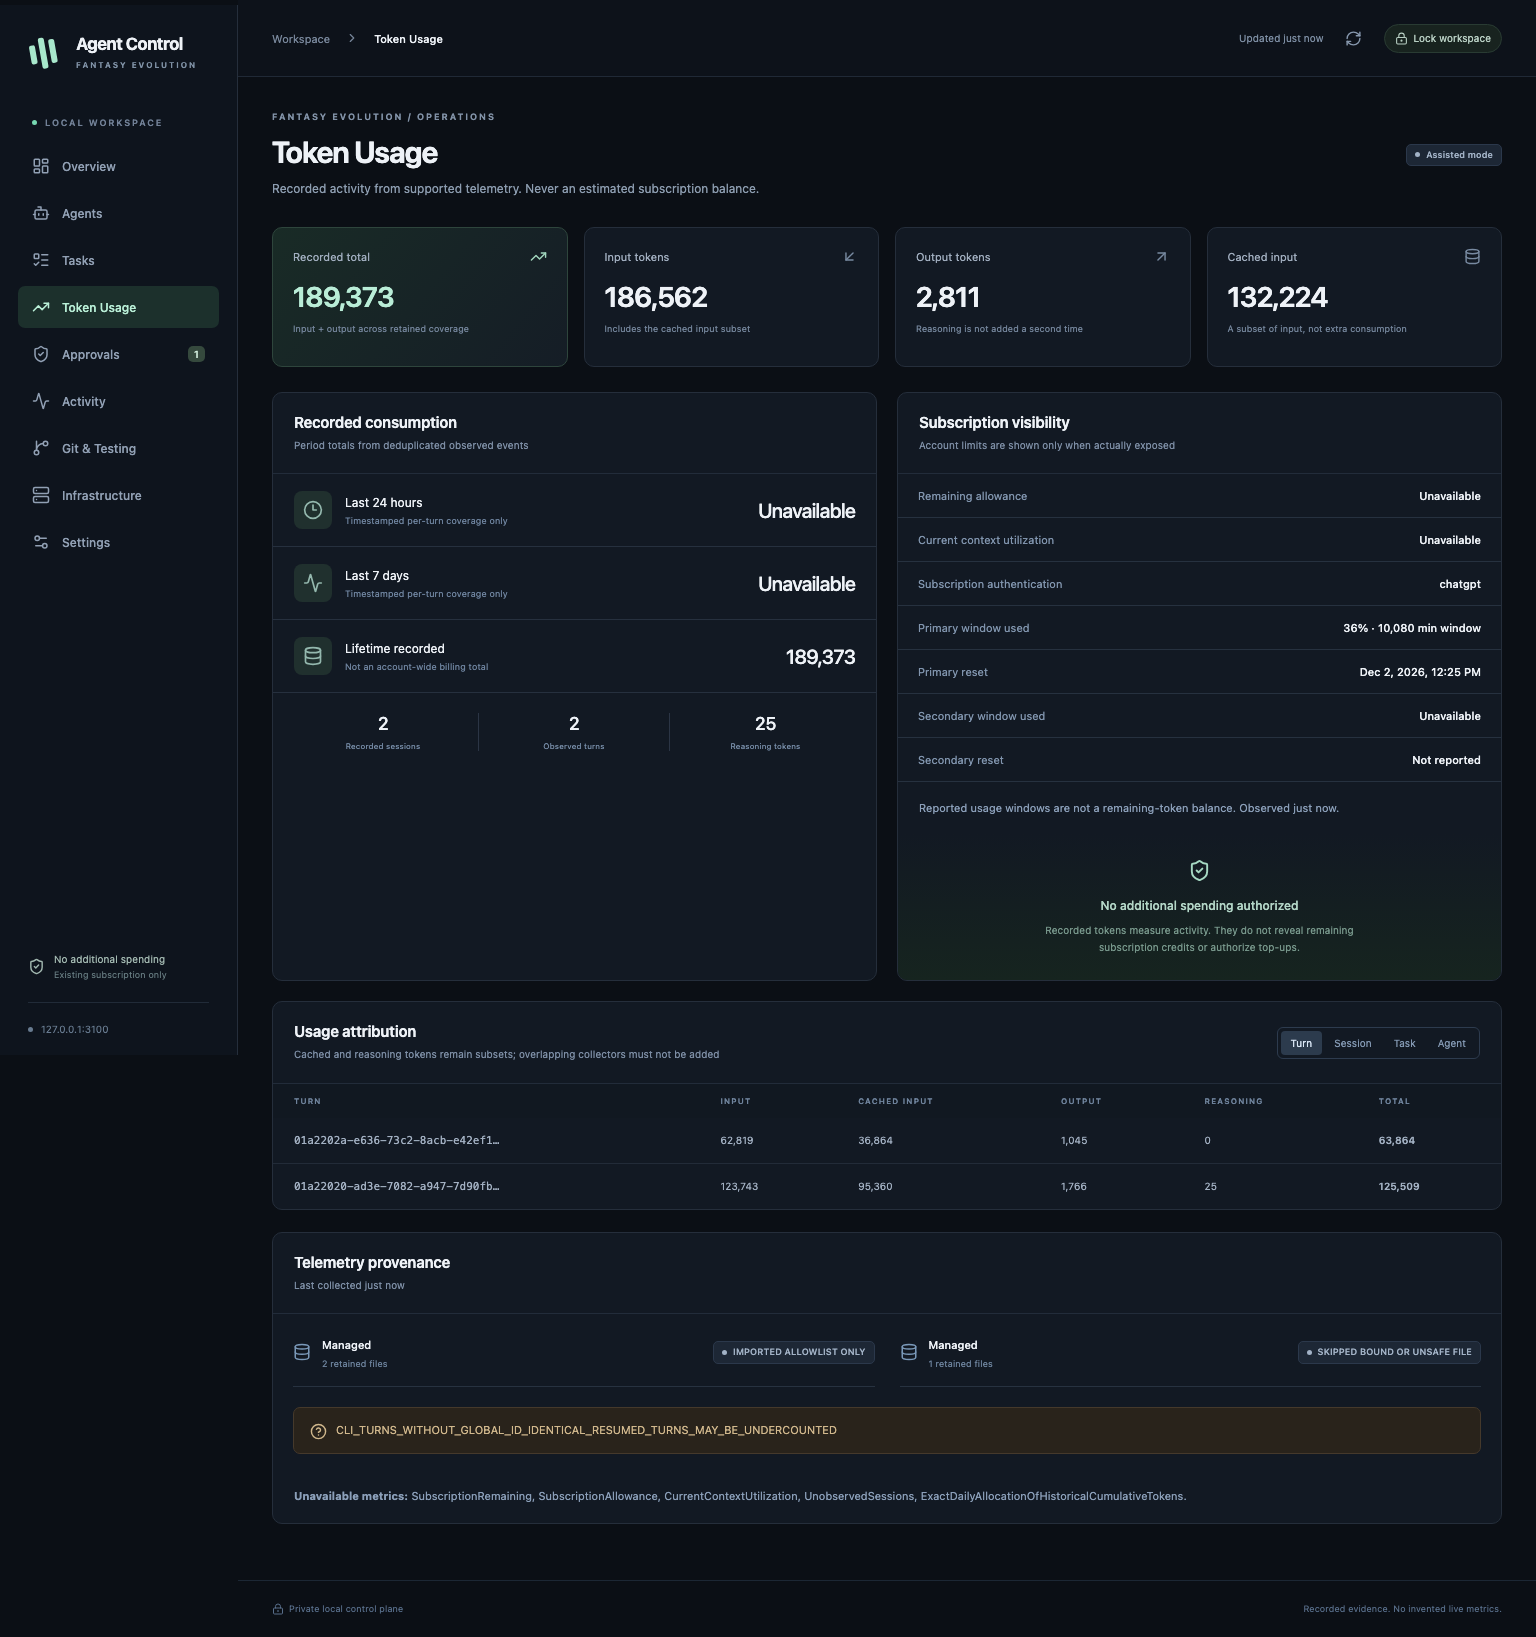 Agent Control
FANTASY EVOLUTION
LOCAL WORKSPACE
Overview
Agents
Tasks
Token Usage
Approvals
1
Activity
Git & Testing
Infrastructure
Settings
No additional spending
Existing subscription only
127.0.0.1:3100
Workspace
Token Usage
Updated just now
Lock workspace
FANTASY EVOLUTION / OPERATIONS
Token Usage
Assisted mode
Recorded activity from supported telemetry. Never an estimated subscription balance.
Recorded total
189,373
Input + output across retained coverage
Input tokens
186,562
Includes the cached input subset
Output tokens
2,811
Reasoning is not added a second time
Cached input
132,224
A subset of input, not extra consumption
Recorded consumption
Period totals from deduplicated observed events
Last 24 hours
Timestamped per-turn coverage only
Unavailable
Last 7 days
Timestamped per-turn coverage only
Unavailable
Lifetime recorded
Not an account-wide billing total
189,373
2
Recorded sessions
2
Observed turns
25
Reasoning tokens
Subscription visibility
Account limits are shown only when actually exposed
Remaining allowance
Unavailable
Current context utilization
Unavailable
Subscription authentication
chatgpt
Primary window used
36% · 10,080 min window
Primary reset
Dec 2, 2026, 12:25 PM
Secondary window used
Unavailable
Secondary reset
Not reported
Reported usage windows are not a remaining-token balance. Observed just now.
No additional spending authorized
Recorded tokens measure activity. They do not reveal remaining
subscription credits or authorize top-ups.
Usage attribution
Cached and reasoning tokens remain subsets; overlapping collectors must not be added
Turn Session Task Agent
TURN INPUT CACHED INPUT OUTPUT REASONING TOTAL
01a2202a-e636-73c2-8acb-e42ef1… 62,819 36,864 1,045 0 63,864
01a22020-ad3e-7082-a947-7d90fb… 123,743 95,360 1,766 25 125,509
Telemetry provenance
Last collected just now
Managed
2 retained files
IMPORTED ALLOWLIST ONLY
Managed
1 retained files
SKIPPED BOUND OR UNSAFE FILE
CLI_TURNS_WITHOUT_GLOBAL_ID_IDENTICAL_RESUMED_TURNS_MAY_BE_UNDERCOUNTED
Unavailable metrics: SubscriptionRemaining, SubscriptionAllowance, CurrentContextUtilization, UnobservedSessions, ExactDailyAllocationOfHistoricalCumulativeTokens.
Private local control plane
Recorded evidence. No invented live metrics.